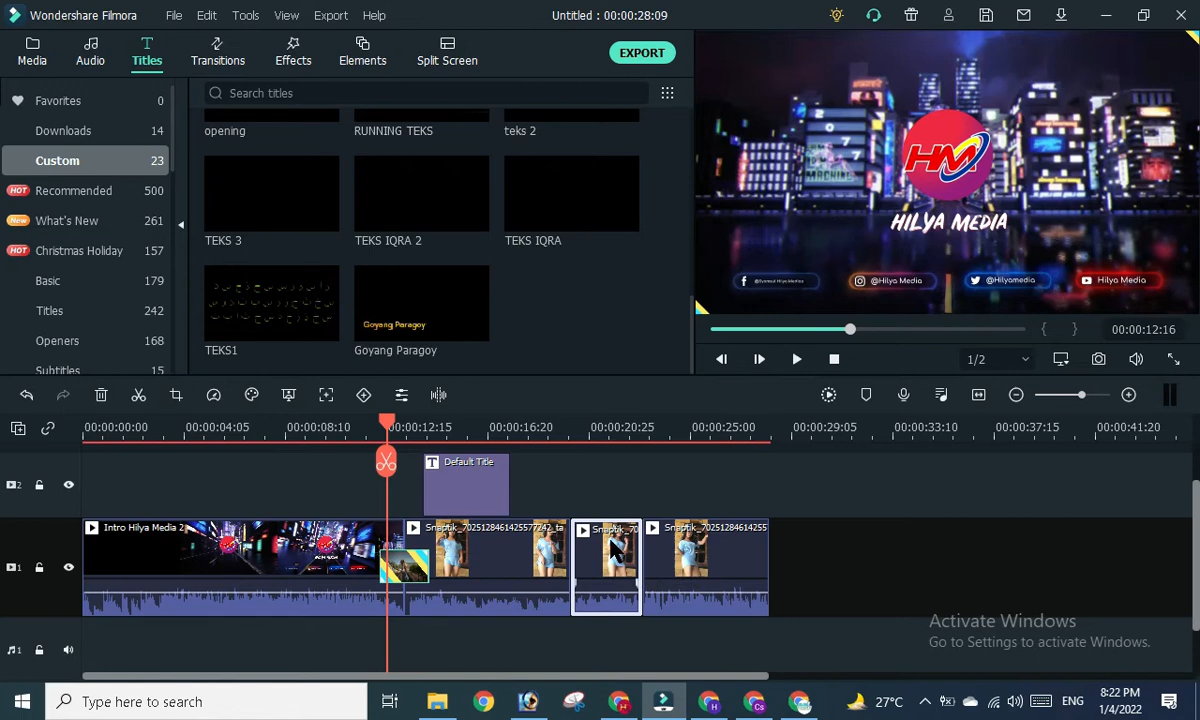 Wondershare Filmora File Edit Tools View Export Help Untitled : 00:00:28:09
Media Audio Titles Transitions Effects Elements Split Screen EXPORT
Favorites 0
Downloads 14
Custom 23
HOT Recommended 500
New What's New 261
HOT Christmas Holiday 157
Basic 179
Titles 242
Openers 168
Subtitles 15
Search titles
opening RUNNING TEKS teks 2
TEKS 3 TEKS IQRA 2 TEKS IQRA
Goyang Paragoy
TEKS1 Goyang Paragoy
HM
HILYA MEDIA
@Hilya Media @Hilyamedia Hilya Media
00:00:12:16
1/2
00:00:00:00 00:00:04:05 00:00:08:10 00:00:12:15 00:00:16:20 00:00:20:25 00:00:25:00 00:00:29:05 00:00:33:10 00:00:37:15 00:00:41:20
2 T Default Title
1 Intro Hilya Media 2 Snaptik_7025128461425577242_ta Snaptik_70 Snaptik_70251284614255
1
Activate Windows
Go to Settings to activate Windows.
Type here to search 27°C ENG 8:22 PM
1/4/2022